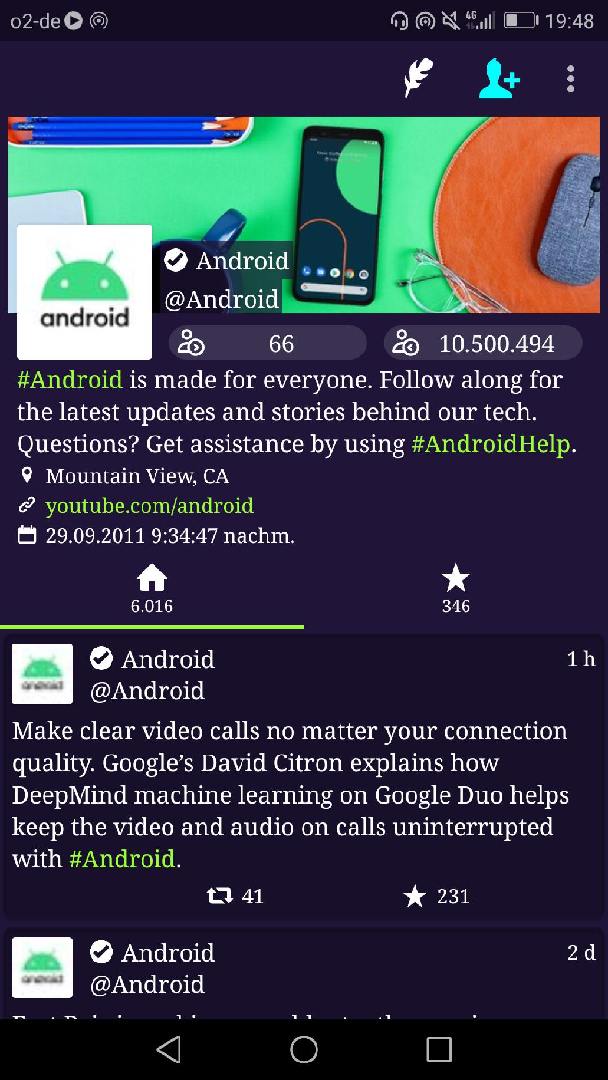 o2-de
4G
19:48
android
Android
@Android
66
10.500.494
#Android is made for everyone. Follow along for
the latest updates and stories behind our tech.
Questions? Get assistance by using #AndroidHelp.
Mountain View, CA
youtube.com/android
29.09.2011 9:34:47 nachm.
6.016
346
android
Android
1 h
@Android
Make clear video calls no matter your connection
quality. Google’s David Citron explains how
DeepMind machine learning on Google Duo helps
keep the video and audio on calls uninterrupted
with #Android.
41
231
android
Android
2 d
@Android